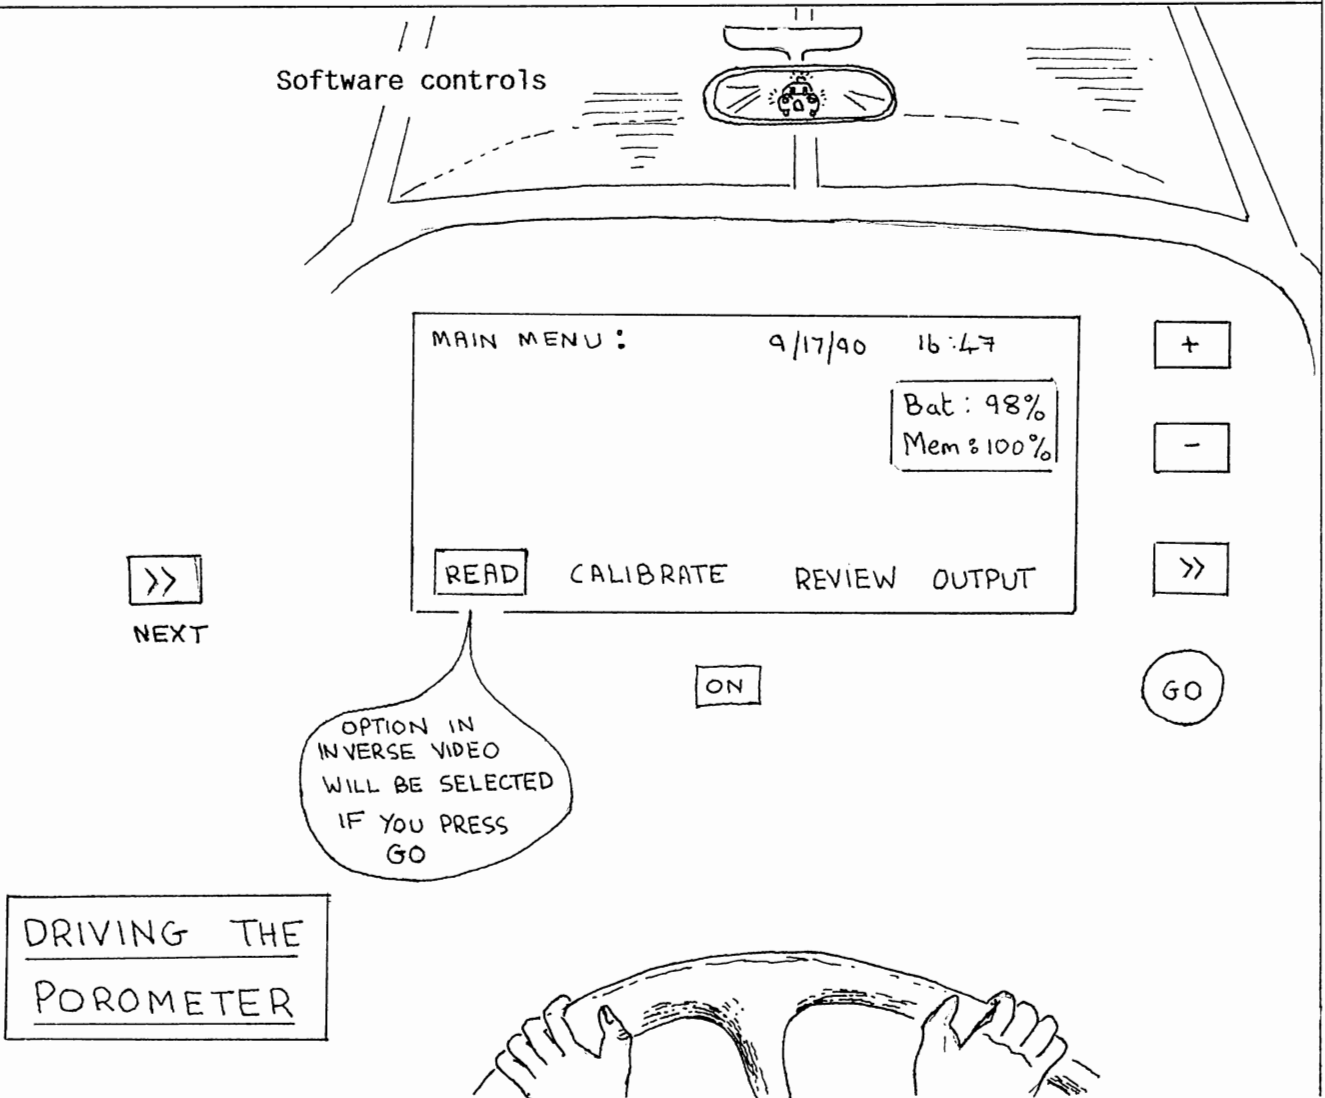 Software controls
MAIN MENU : 9/17/90 16:47
+
Bat : 98%
Mem : 100%
-
>>
NEXT
READ CALIBRATE REVIEW OUTPUT
>>
ON
GO
OPTION IN
INVERSE VIDEO
WILL BE SELECTED
IF YOU PRESS
GO
DRIVING THE
POROMETER